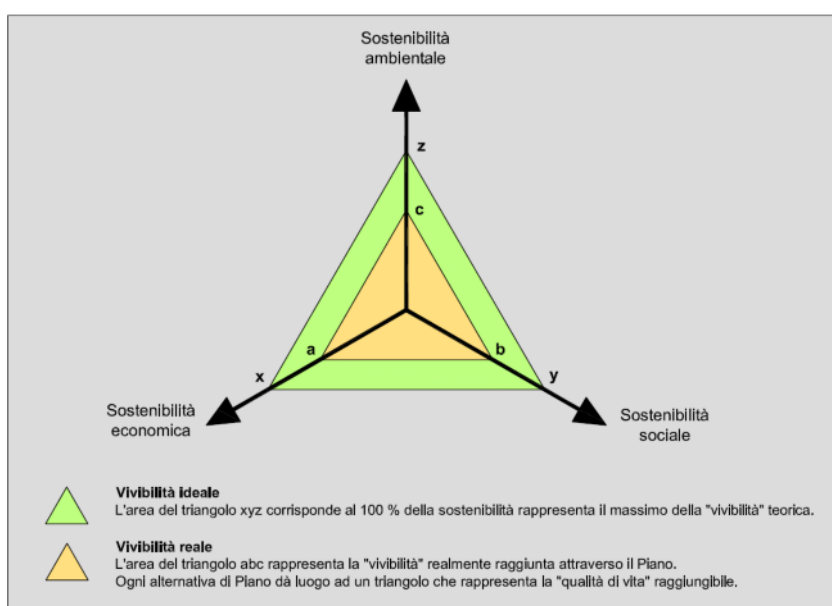 Sostenibilità
ambientale
z
c
a
b
x
y
Sostenibilità
economica
Sostenibilità
sociale
Vivibilità ideale
L'area del triangolo xyz corrisponde al 100 % della sostenibilità rappresenta il massimo della "vivibilità" teorica.
Vivibilità reale
L'area del triangolo abc rappresenta la "vivibilità" realmente raggiunta attraverso il Piano.
Ogni alternativa di Piano dà luogo ad un triangolo che rappresenta la "qualità di vita" raggiungibile.